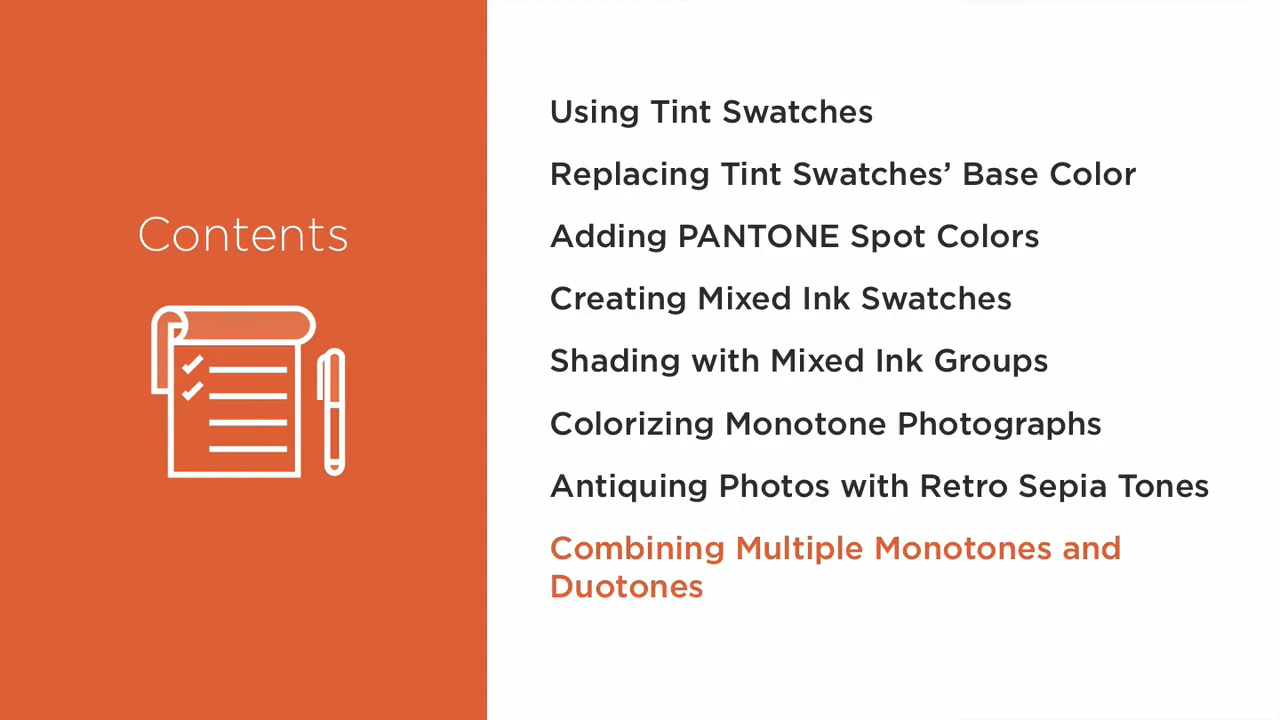 Contents
Using Tint Swatches
Replacing Tint Swatches’ Base Color
Adding PANTONE Spot Colors
Creating Mixed Ink Swatches
Shading with Mixed Ink Groups
Colorizing Monotone Photographs
Antiquing Photos with Retro Sepia Tones
Combining Multiple Monotones and
Duotones